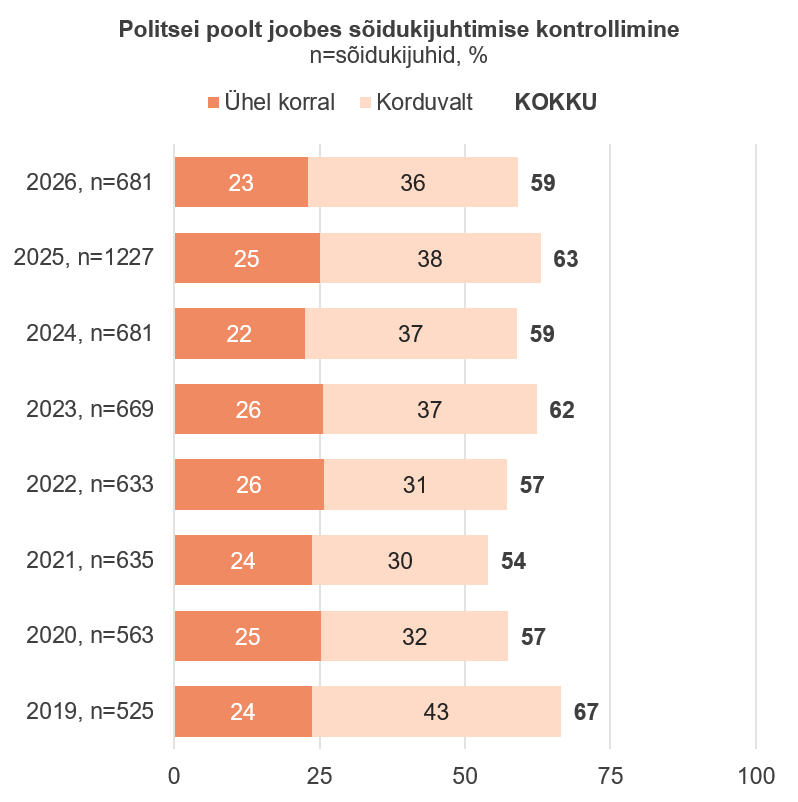 Politsei poolt joobes sõidukijuhtimise kontrollimine
n=sõidukijuhid, %
Ühel korral Korduvalt KOKKU
2026, n=681 23 36 59
2025, n=1227 25 38 63
2024, n=681 22 37 59
2023, n=669 26 37 62
2022, n=633 26 31 57
2021, n=635 24 30 54
2020, n=563 25 32 57
2019, n=525 24 43 67
0 25 50 75 100